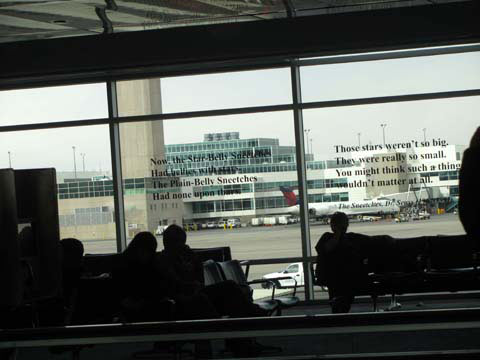 Now, the Star-Belly Sneetches
Had bellies with stars.
The Plain-Belly Sneetches
Had none upon thars.
Those stars weren't so big.
They were really so small.
You might think such a thing
wouldn't matter at all.
The Sneetches, Dr. Seuss